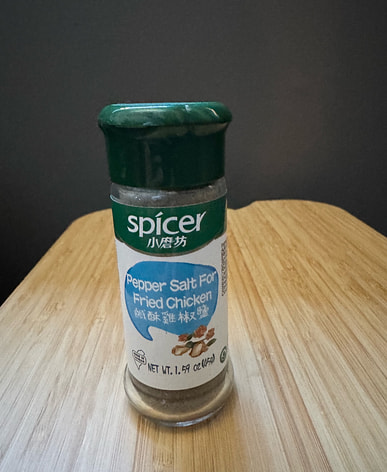 spicer
小磨坊
Pepper Salt For
Fried Chicken
鹹酥雞椒鹽
NET WT. 1.59 OZ (45g)